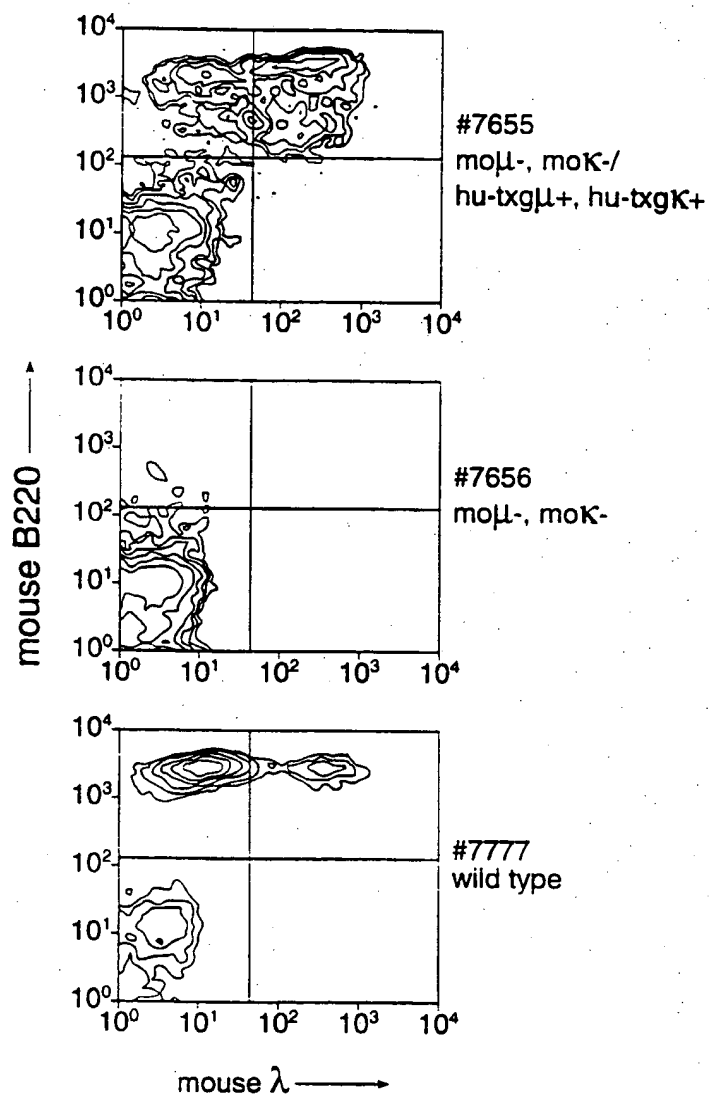 10⁴
10³
10²
10¹
10⁰
10⁰ 10¹ 10² 10³ 10⁴
#7655
moμ-, moκ-/
hu-txgμ+, hu-txgκ+
10⁴
10³
10²
10¹
10⁰
10⁰ 10¹ 10² 10³ 10⁴
#7656
moμ-, moκ-
mouse B220
10⁴
10³
10²
10¹
10⁰
10⁰ 10¹ 10² 10³ 10⁴
#7777
wild type
mouse λ